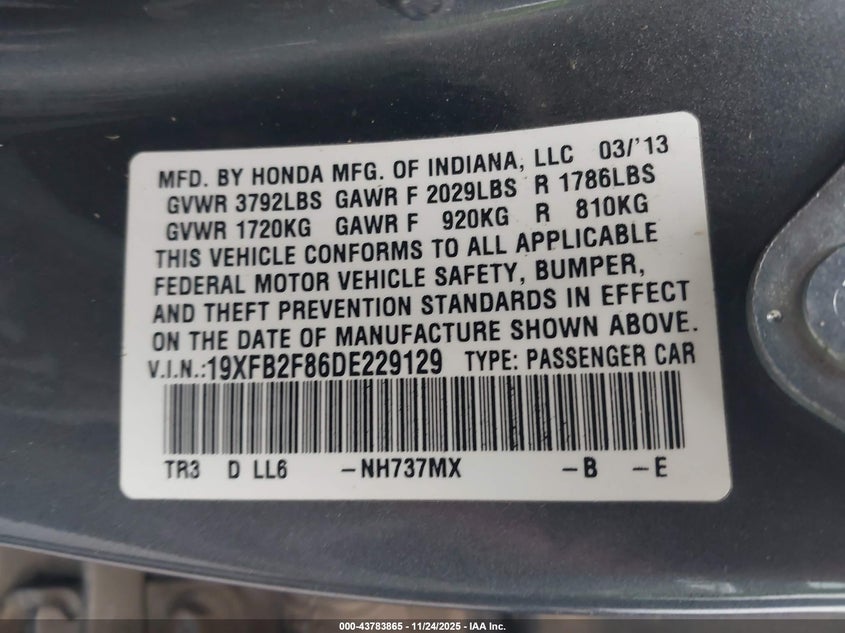 MFD. BY HONDA MFG. OF INDIANA, LLC 03/'13
GVWR 3792LBS GAWR F 2029LBS R 1786LBS
GVWR 1720KG GAWR F 920KG R 810KG
THIS VEHICLE CONFORMS TO ALL APPLICABLE
FEDERAL MOTOR VEHICLE SAFETY, BUMPER,
AND THEFT PREVENTION STANDARDS IN EFFECT
ON THE DATE OF MANUFACTURE SHOWN ABOVE.
V.I.N.:19XFB2F86DE229129 TYPE: PASSENGER CAR
TR3 D LL6 –NH737MX –B –E
000-43783865 - 11/24/2025 - IAA Inc.